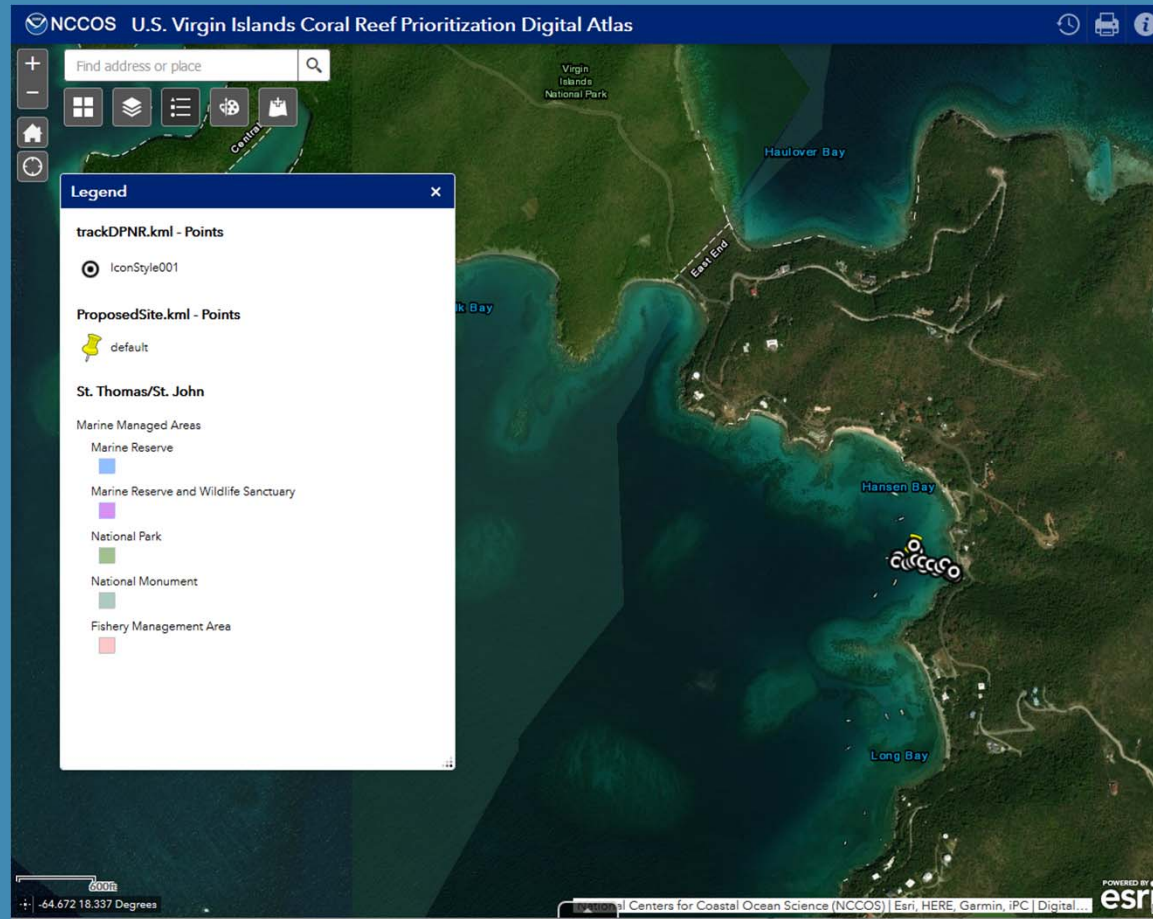 NCCOS U.S. Virgin Islands Coral Reef Prioritization Digital Atlas
+
Find address or place
Virgin
Islands
National Park
−
Central
Haulover Bay
Legend
×
East End
trackDPNR.kml - Points
IconStyle001
ProposedSite.kml - Points
default
St. Thomas/St. John
Marine Managed Areas
Marine Reserve
Marine Reserve and Wildlife Sanctuary
National Park
National Monument
Fishery Management Area
Bay
Hansen Bay
Long Bay
600ft
-64.672 18.337 Degrees
Centers for Coastal Ocean Science (NCCOS) | Esri, HERE, Garmin, iPC | Digital...
POWERED BY
esri